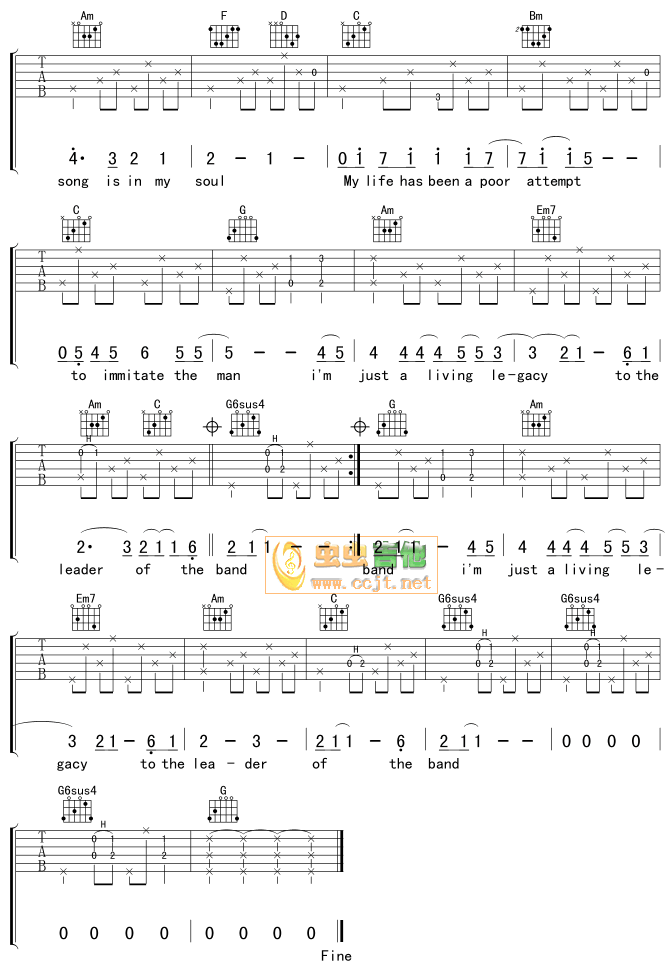 Am F D C Bm
T A B × × × × × × × × × × × × 0 × × × 3 × × × × × × × × 0
4· 3 2 1 2 - 1 - 0 1 7 1 1 1 7 7 1 1 5 - -
song is in my soul My life has been a poor attempt
C G Am Em7
0 5 4 5 6 5 5 5 - - 4 5 4 4 4 4 5 5 3 3 2 1 - 6 1
to immitate the man i'm just a living le-gacy to the
Am C G6sus4 G Am
2· 3 2 1 1 6 2 1 1 - - 2 1 1 - 4 5 4 4 4 4 5 5 3
leader of the band band i'm just a living le-
虫虫吉他
www.ccjt.net
Em7 Am C G6sus4 G6sus4
3 2 1 - 6 1 2 - 3 - 2 1 1 - 6 2 1 1 - - 0 0 0 0
gacy to the lea - der of the band
G6sus4 G
0 0 0 0 0 0 0 0
Fine